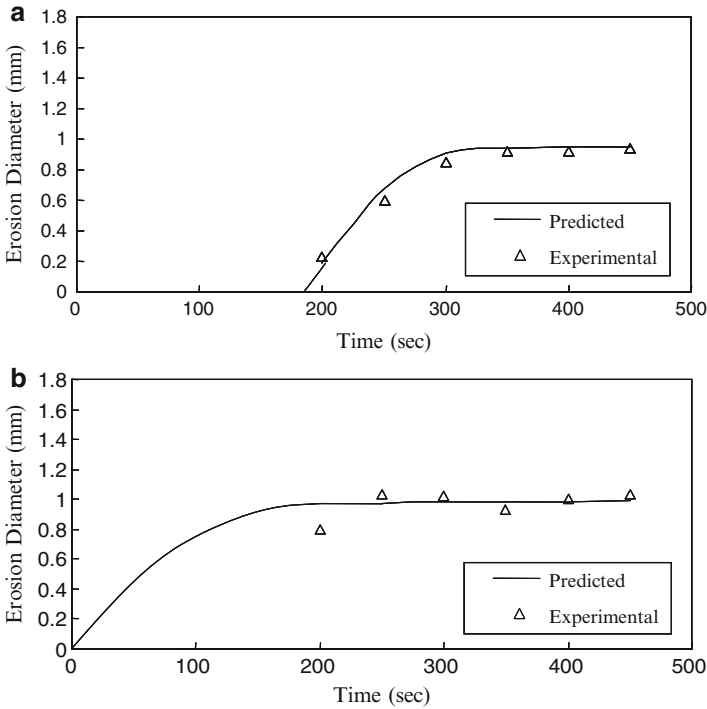 a
1.8
1.6
1.4
1.2
1
0.8
0.6
0.4
0.2
0
Erosion Diameter (mm)
Predicted
Experimental
0 100 200 300 400 500
Time (sec)
b
1.8
1.6
1.4
1.2
1
0.8
0.6
0.4
0.2
0
Erosion Diameter (mm)
Predicted
Experimental
0 100 200 300 400 500
Time (sec)